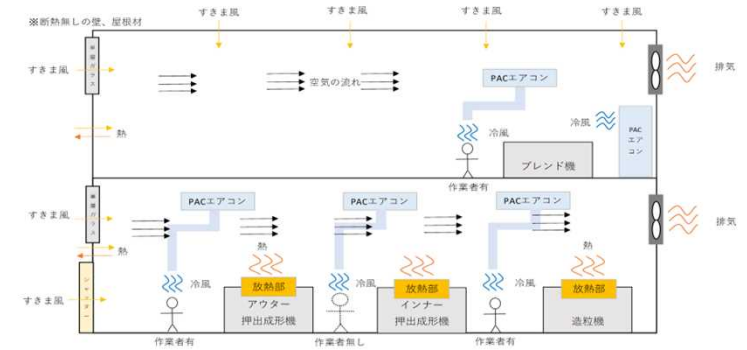 ※断熱無しの壁、屋根材
すきま風
すきま風
すきま風
すきま風
すきま風
熱
空気の流れ
PACエアコン
冷風
作業者有
ブレンド機
冷風
PAC
エア
コン
排気
すきま風
熱
すきま風
シャッター
PACエアコン
冷風
作業者有
熱
放熱部
アウター
押出成形機
PACエアコン
冷風
作業者無し
放熱部
インナー
押出成形機
PACエアコン
冷風
作業者有
熱
放熱部
造粒機
排気